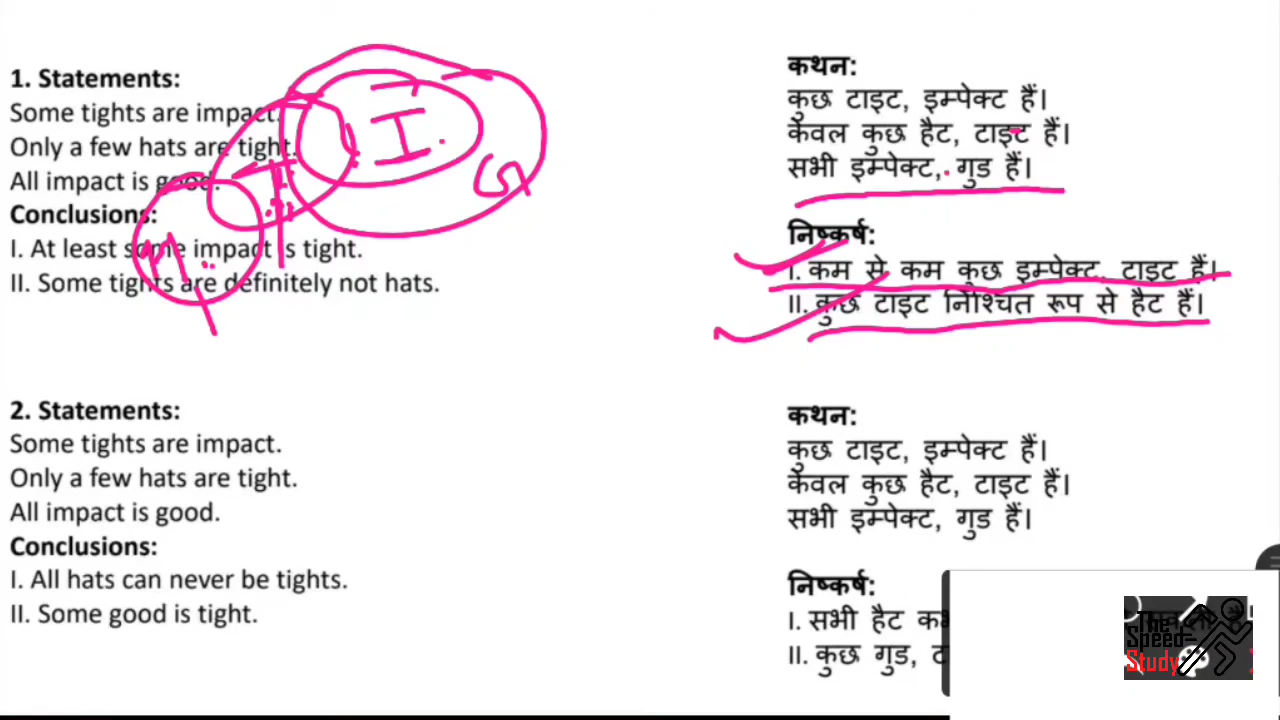 1. Statements:
Some tights are impact.
Only a few hats are tight.
All impact is good.
Conclusions:
I. At least some impact is tight.
II. Some tights are definitely not hats.
T
I
G
H
कथन:
कुछ टाइट, इम्पेक्ट हैं।
केवल कुछ हैट, टाइट हैं।
सभी इम्पेक्ट, गुड हैं।
निष्कर्ष:
I. कम से कम कुछ इम्पेक्ट, टाइट हैं।
II. कुछ टाइट निश्चित रूप से हैट हैं।
2. Statements:
Some tights are impact.
Only a few hats are tight.
All impact is good.
Conclusions:
I. All hats can never be tights.
II. Some good is tight.
कथन:
कुछ टाइट, इम्पेक्ट हैं।
केवल कुछ हैट, टाइट हैं।
सभी इम्पेक्ट, गुड हैं।
निष्कर्ष:
I. सभी हैट
II. कुछ गुड,
The
Speed
Study